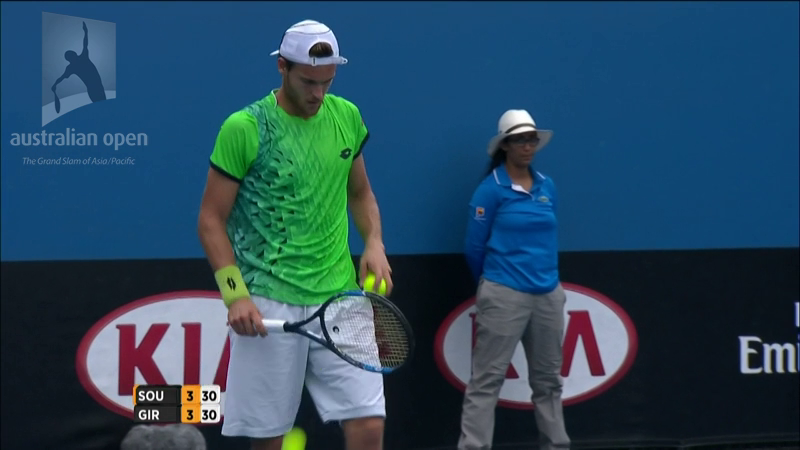 australian open
The Grand Slam of Asia/Pacific
KIA
KIA
Emi
SOU 3 30
GIR 3 30